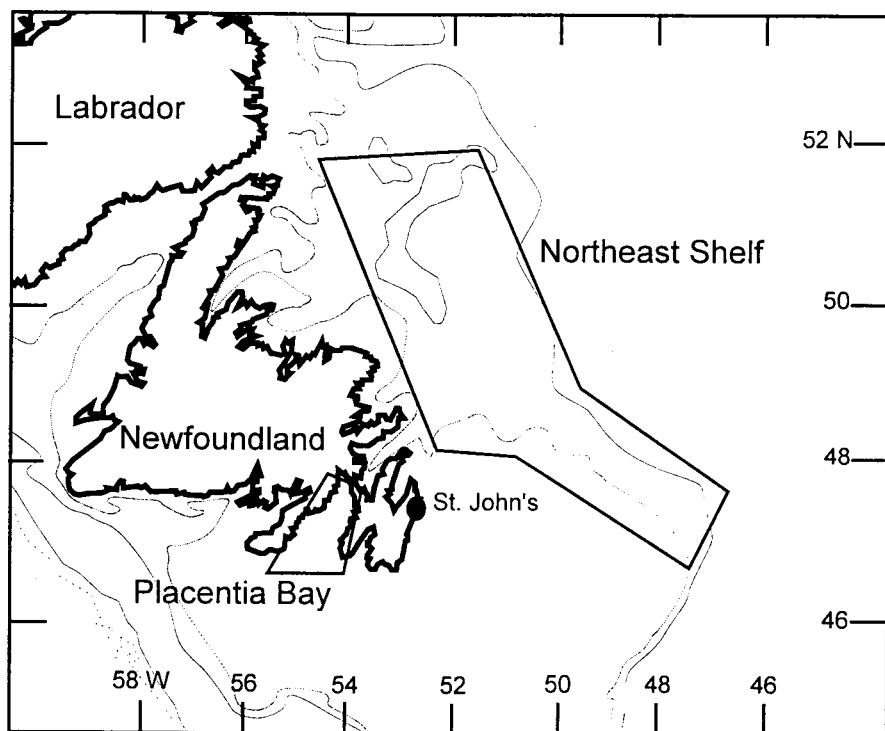 Labrador
52 N
Northeast Shelf
50
Newfoundland
48
St. John's
Placentia Bay
46
58 W
56
54
52
50
48
46